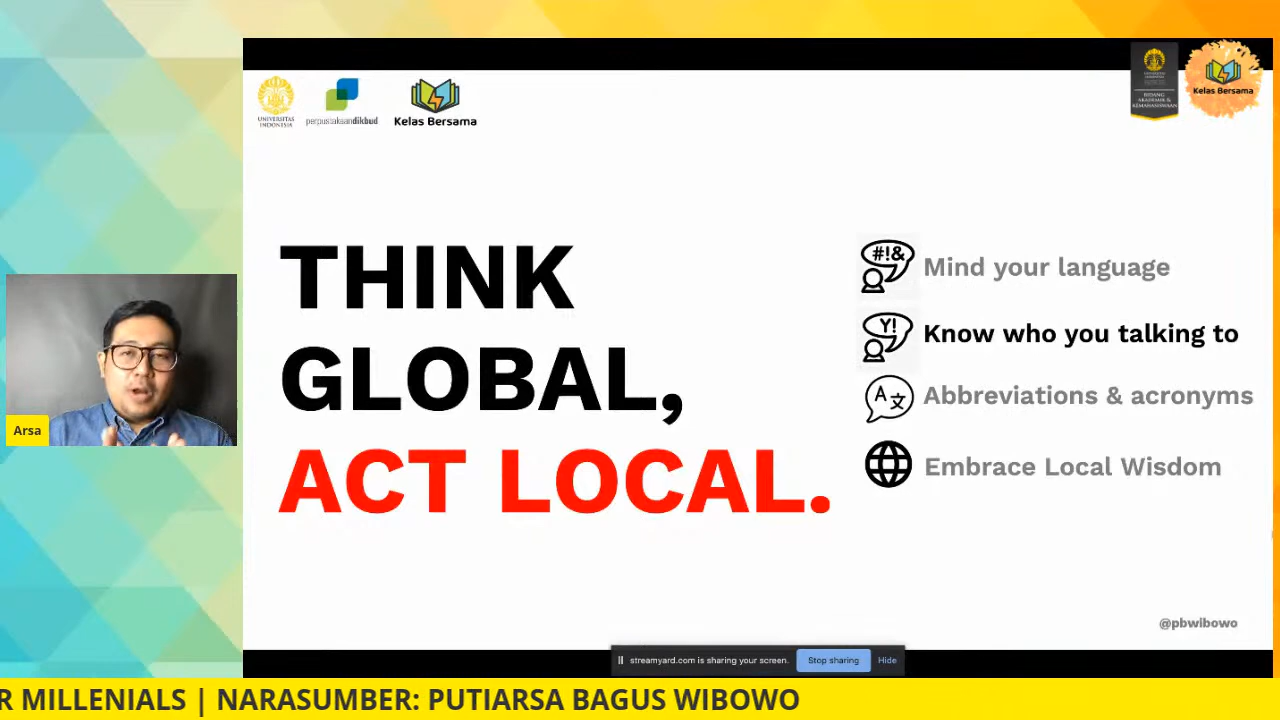 UNIVERSITAS
INDONESIA
perpustakaandikbud
Kelas Bersama
BIDANG
AKADEMIK &
KEMAHASISWAAN
Kelas Bersama
THINK
GLOBAL,
ACT LOCAL.
#!&
Mind your language
Y!
Know who you talking to
A文
Abbreviations & acronyms
Embrace Local Wisdom
Arsa
@pbwibowo
streamyard.com is sharing your screen.
Stop sharing
Hide
R MILLENIALS | NARASUMBER: PUTIARSA BAGUS WIBOWO